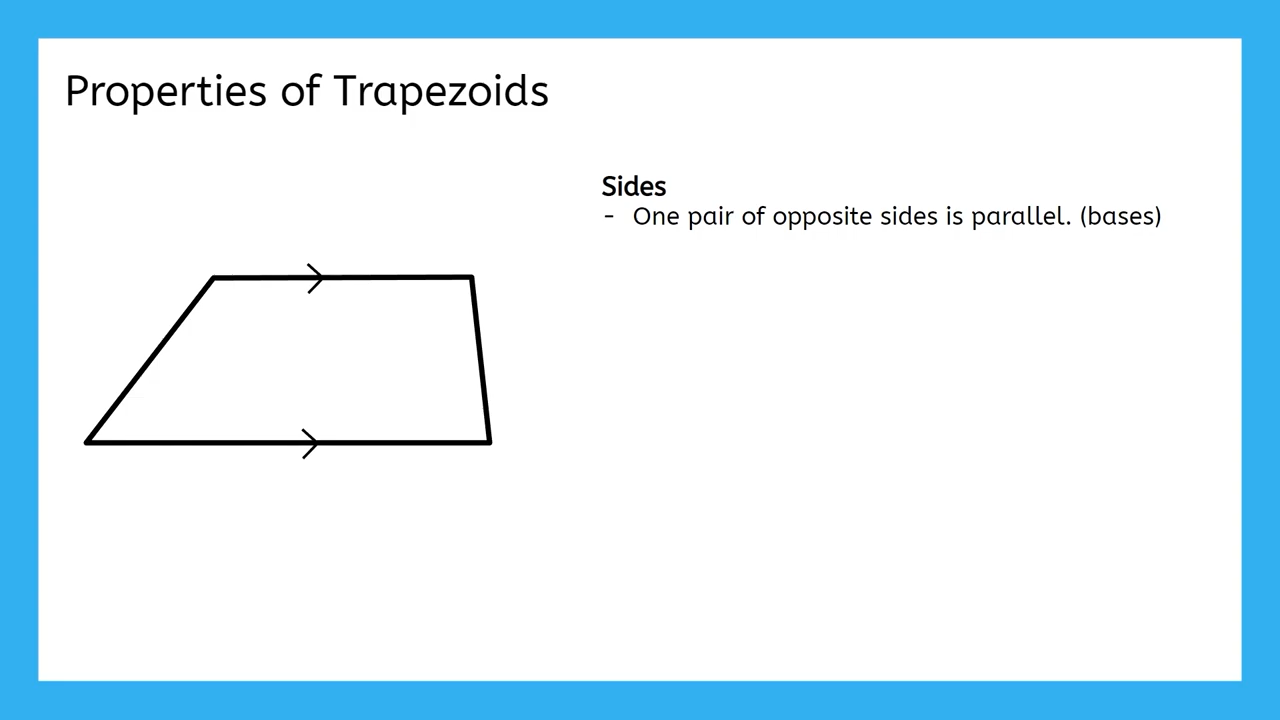 Properties of Trapezoids
Sides
- One pair of opposite sides is parallel. (bases)